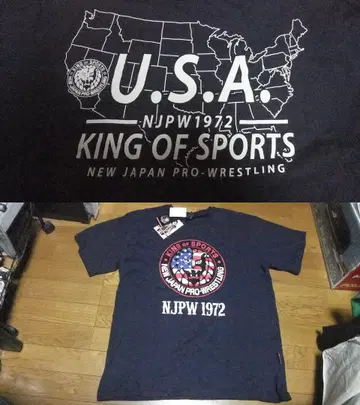 U.S.A.
NJPW1972
KING OF SPORTS
NEW JAPAN PRO-WRESTLING
KING OF SPORTS
NEW JAPAN PRO-WRESTLING
NJPW 1972